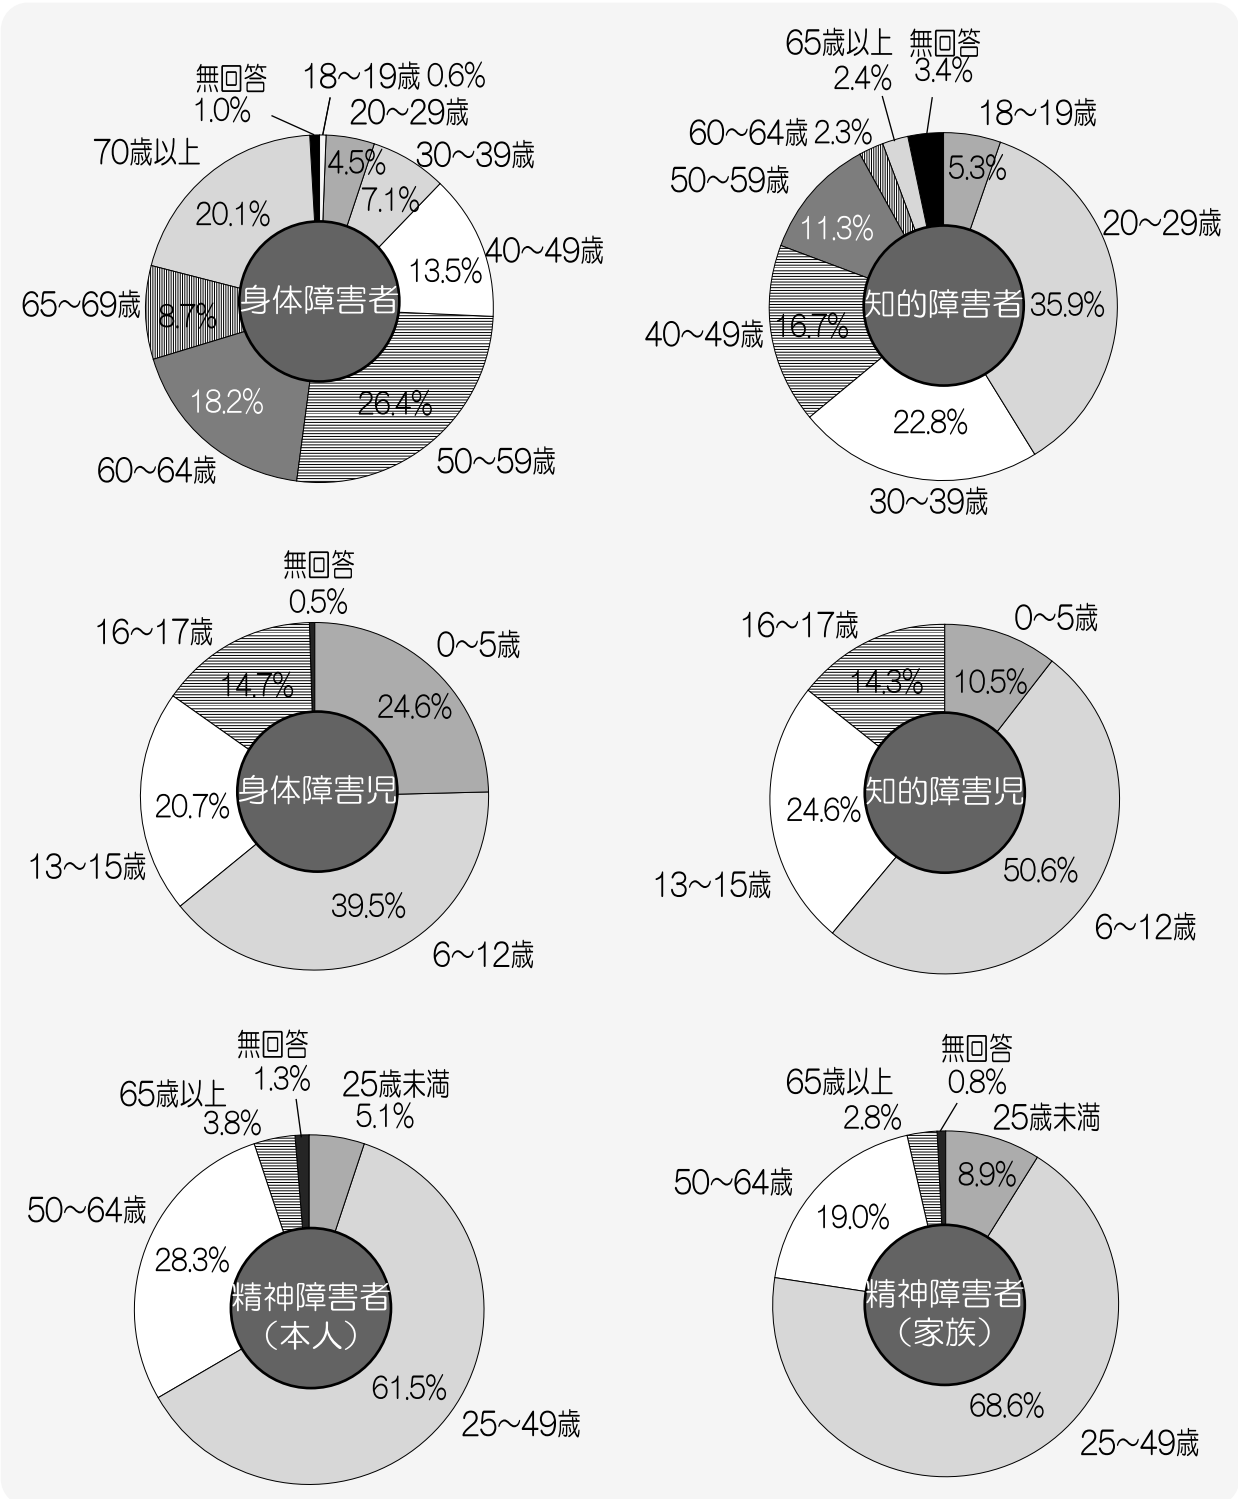 無回答
1.0%
18〜19歳 0.6%
20〜29歳
4.5%
30〜39歳
7.1%
40〜49歳
13.5%
50〜59歳
26.4%
60〜64歳
18.2%
65〜69歳
8.7%
70歳以上
20.1%
身体障害者
65歳以上
2.4%
無回答
3.4%
18〜19歳
5.3%
20〜29歳
35.9%
30〜39歳
22.8%
40〜49歳
16.7%
50〜59歳
11.3%
60〜64歳 2.3%
知的障害者
無回答
0.5%
0〜5歳
24.6%
6〜12歳
39.5%
13〜15歳
20.7%
16〜17歳
14.7%
身体障害児
0〜5歳
10.5%
6〜12歳
50.6%
13〜15歳
24.6%
16〜17歳
14.3%
知的障害児
無回答
1.3%
25歳未満
5.1%
25〜49歳
61.5%
50〜64歳
28.3%
65歳以上
3.8%
精神障害者
（本人）
無回答
0.8%
25歳未満
8.9%
25〜49歳
68.6%
50〜64歳
19.0%
65歳以上
2.8%
精神障害者
（家族）